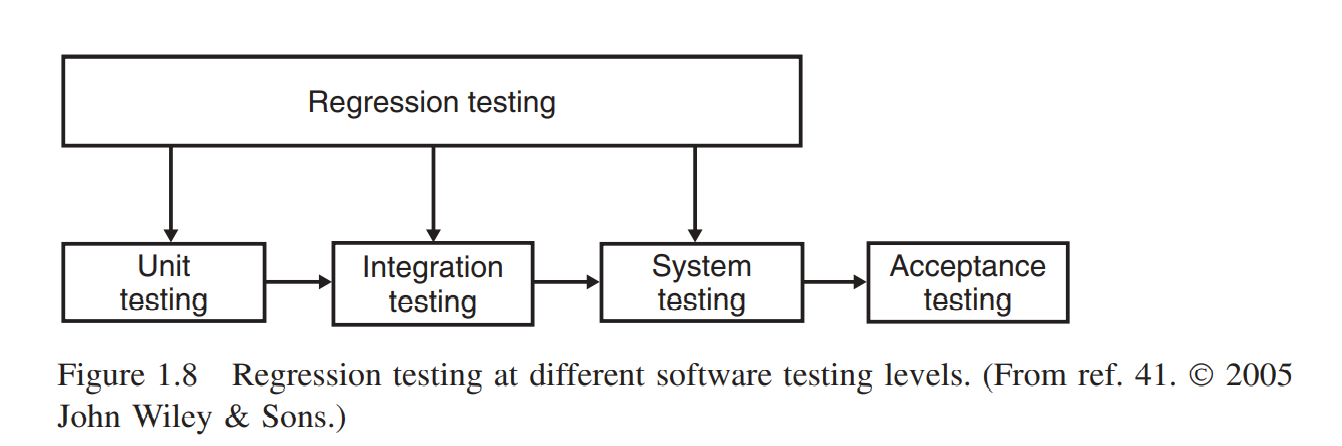 Regression testing
Unit
testing
Integration
testing
System
testing
Acceptance
testing
Figure 1.8 Regression testing at different software testing levels. (From ref. 41. © 2005
John Wiley & Sons.)